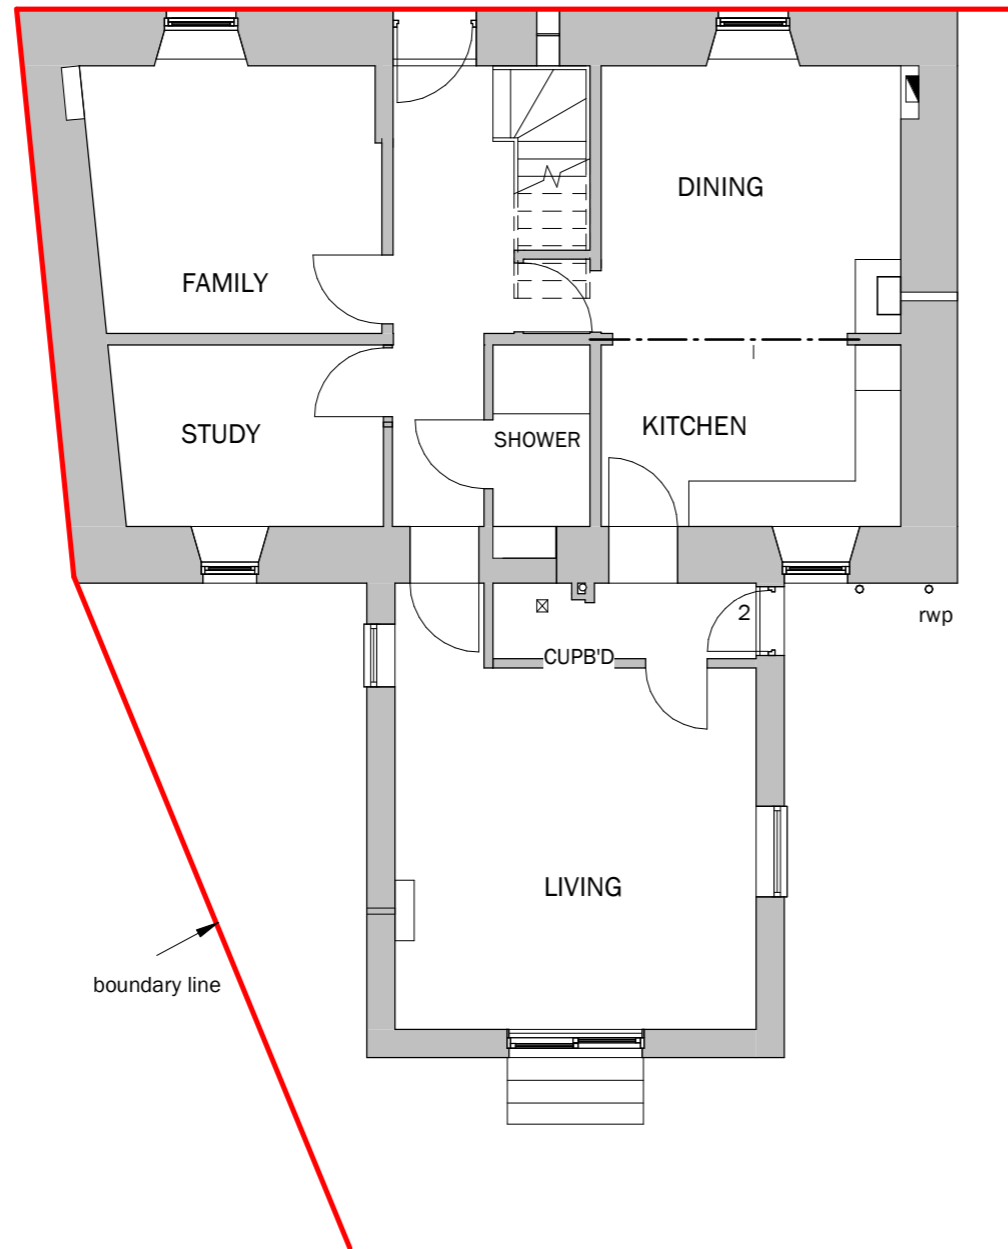 DINING
FAMILY
STUDY
SHOWER
KITCHEN
2
rwp
CUPB'D
LIVING
boundary line